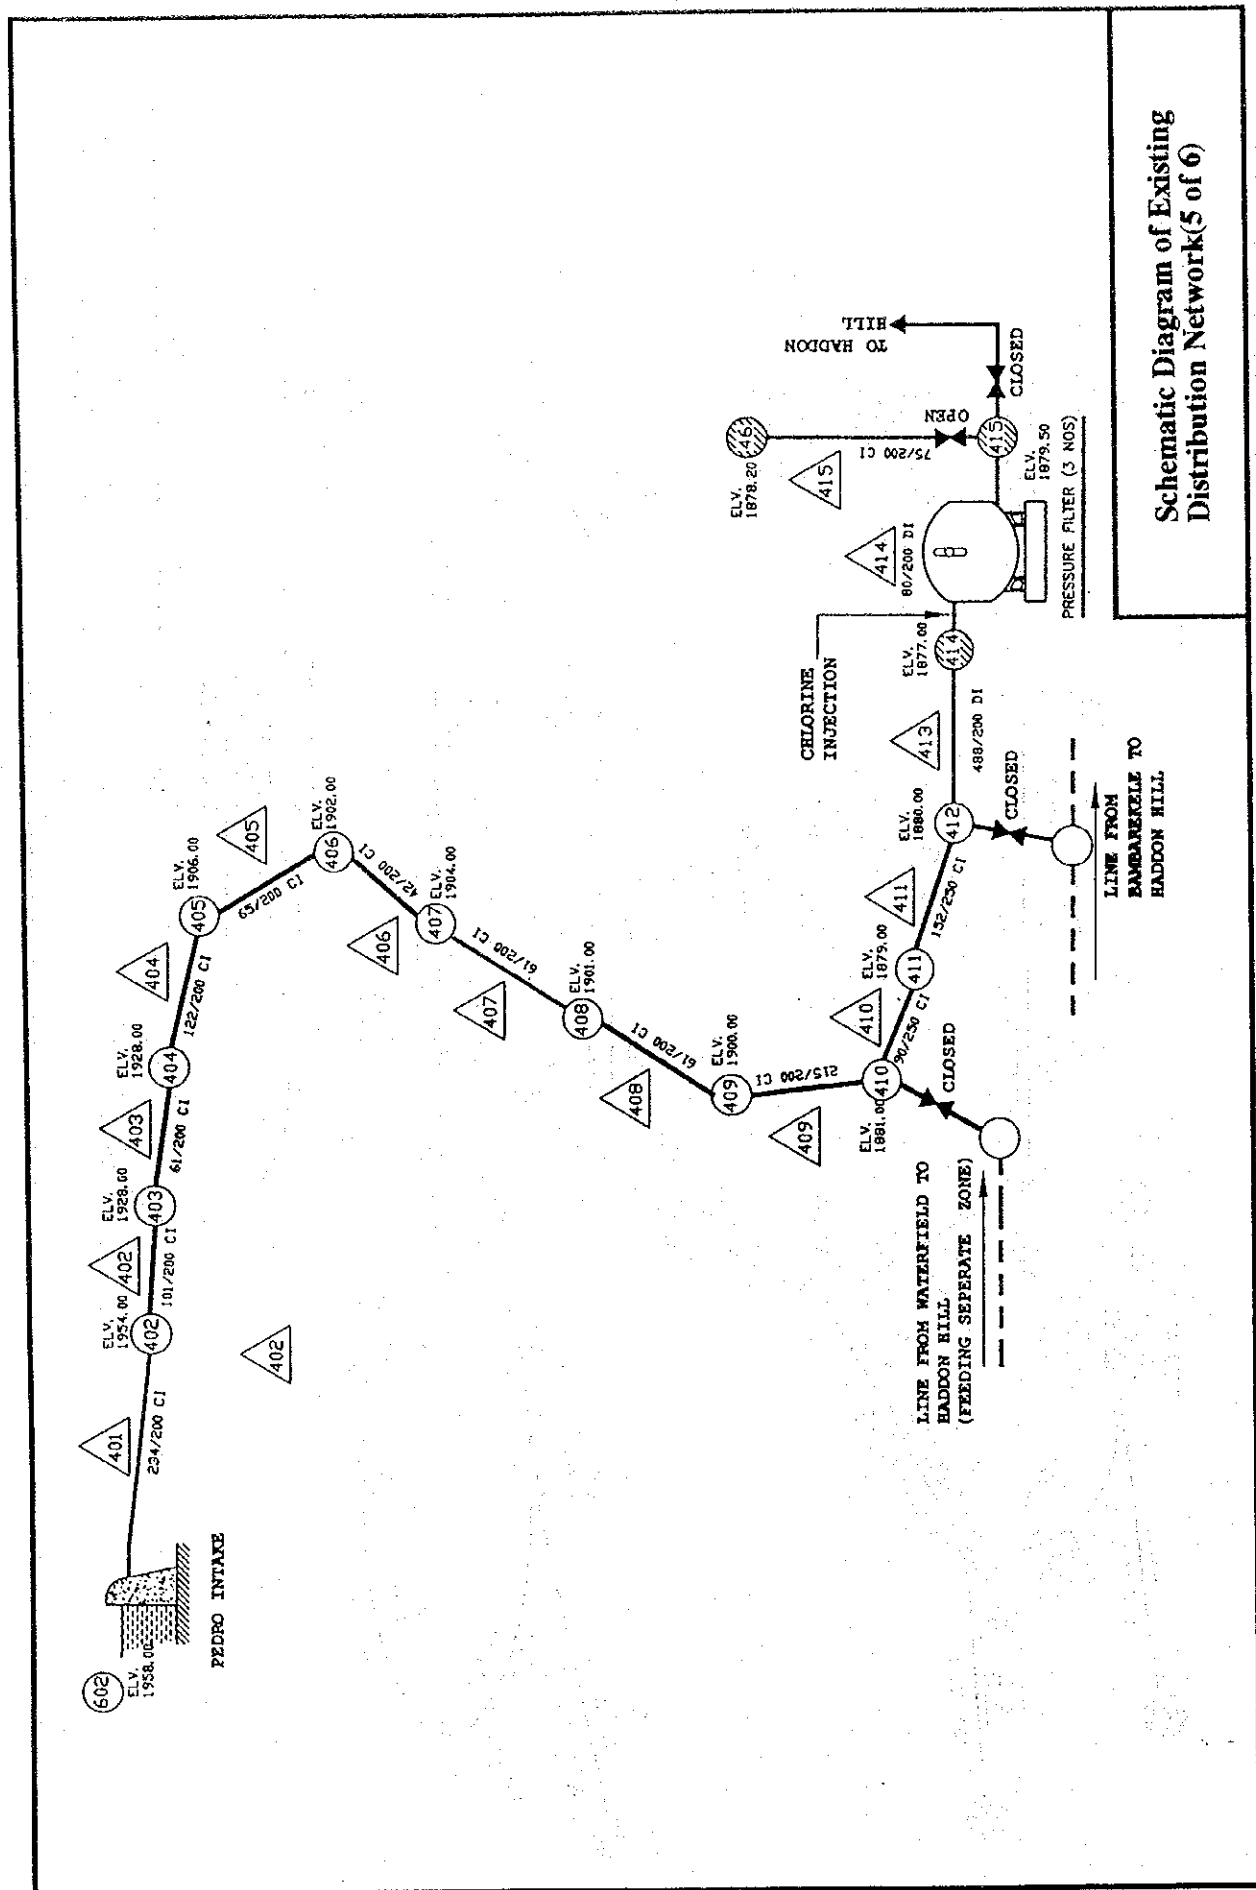 602
ELV.
1958.00
PEDRO INTAKE
401
234/200 CI
ELV.
1954.00
402
402
101/200 CI
402
ELV.
1928.00
403
403
61/200 CI
ELV.
1928.00
404
404
122/200 CI
ELV.
1906.00
405
405
65/200 CI
ELV.
1902.00
406
406
42/200 CI
ELV.
1904.00
407
407
61/200 CI
ELV.
1901.00
408
408
61/200 CI
ELV.
1900.00
409
409
215/200 CI
ELV.
1881.00
410
CLOSED
LINE FROM WATERFIELD TO
HADDON HILL
(FEEDING SEPERATE ZONE)
410
90/250 CI
ELV.
1879.00
411
411
152/250 CI
ELV.
1880.00
412
CLOSED
LINE FROM
BAMBAREKELE TO
HADDON HILL
413
488/200 DI
ELV.
1877.00
414
CHLORINE
INJECTION
414
80/200 DI
PRESSURE FILTER (3 NOS)
415
ELV.
1879.50
OPEN
75/200 CI
415
ELV.
1878.20
46
CLOSED
TO HADDON
HILL
Schematic Diagram of Existing
Distribution Network(5 of 6)